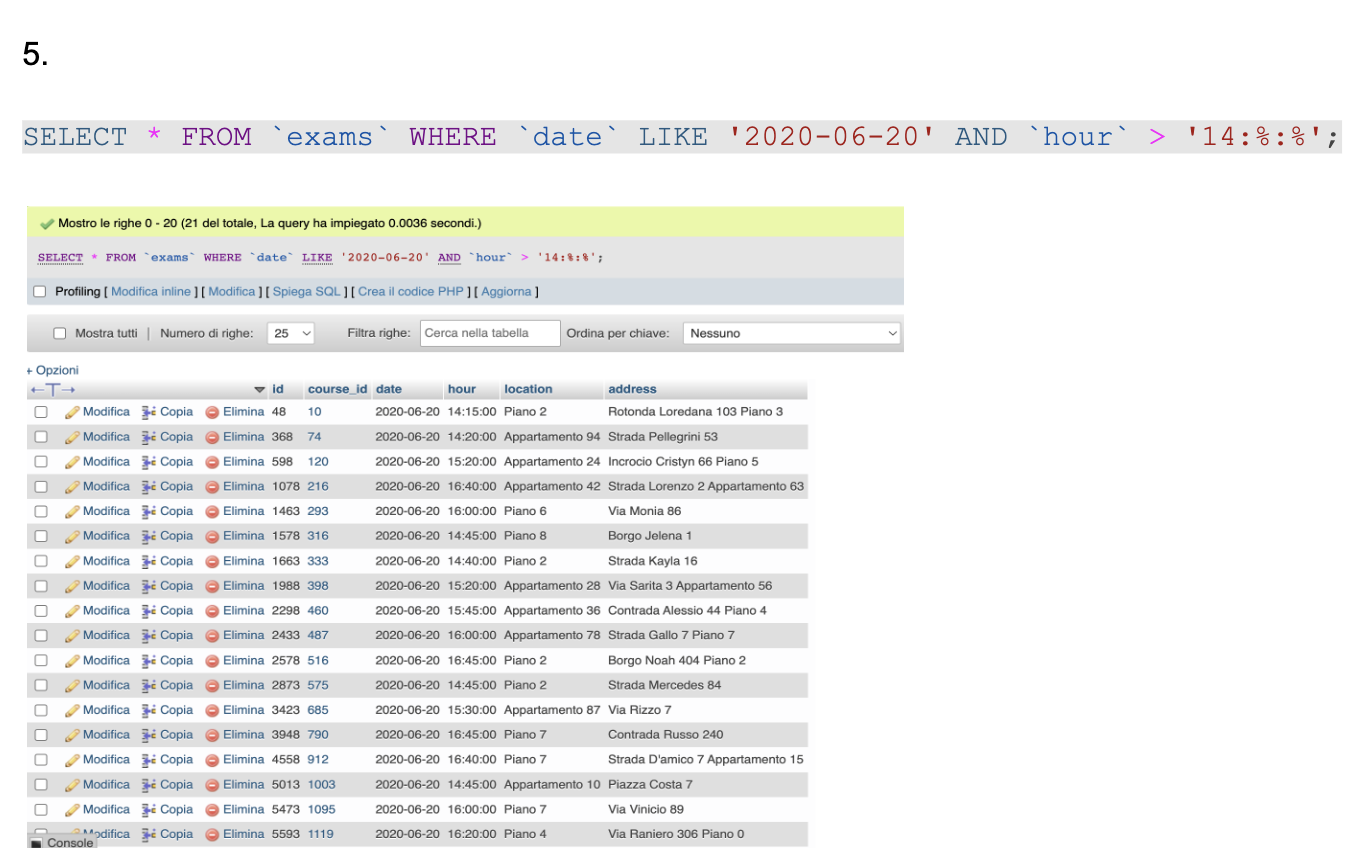 5.
SELECT * FROM `exams` WHERE `date` LIKE '2020-06-20' AND `hour` > '14:%:%';
Mostro le righe 0 - 20 (21 del totale, La query ha impiegato 0.0036 secondi.)
SELECT * FROM `exams` WHERE `date` LIKE '2020-06-20' AND `hour` > '14:%:%';
Profiling [ Modifica inline ] [ Modifica ] [ Spiega SQL ] [ Crea il codice PHP ] [ Aggiorna ]
Mostra tutti | Numero di righe: 25 Filtra righe: Cerca nella tabella Ordina per chiave: Nessuno
+ Opzioni
←T→ id course_id date hour location address
Modifica Copia Elimina 48 10 2020-06-20 14:15:00 Piano 2 Rotonda Loredana 103 Piano 3
Modifica Copia Elimina 368 74 2020-06-20 14:20:00 Appartamento 94 Strada Pellegrini 53
Modifica Copia Elimina 598 120 2020-06-20 15:20:00 Appartamento 24 Incrocio Cristyn 66 Piano 5
Modifica Copia Elimina 1078 216 2020-06-20 16:40:00 Appartamento 42 Strada Lorenzo 2 Appartamento 63
Modifica Copia Elimina 1463 293 2020-06-20 16:00:00 Piano 6 Via Monia 86
Modifica Copia Elimina 1578 316 2020-06-20 14:45:00 Piano 8 Borgo Jelena 1
Modifica Copia Elimina 1663 333 2020-06-20 14:40:00 Piano 2 Strada Kayla 16
Modifica Copia Elimina 1988 398 2020-06-20 15:20:00 Appartamento 28 Via Sarita 3 Appartamento 56
Modifica Copia Elimina 2298 460 2020-06-20 15:45:00 Appartamento 36 Contrada Alessio 44 Piano 4
Modifica Copia Elimina 2433 487 2020-06-20 16:00:00 Appartamento 78 Strada Gallo 7 Piano 7
Modifica Copia Elimina 2578 516 2020-06-20 16:45:00 Piano 2 Borgo Noah 404 Piano 2
Modifica Copia Elimina 2873 575 2020-06-20 14:45:00 Piano 2 Strada Mercedes 84
Modifica Copia Elimina 3423 685 2020-06-20 15:30:00 Appartamento 87 Via Rizzo 7
Modifica Copia Elimina 3948 790 2020-06-20 16:45:00 Piano 7 Contrada Russo 240
Modifica Copia Elimina 4558 912 2020-06-20 16:40:00 Piano 7 Strada D'amico 7 Appartamento 15
Modifica Copia Elimina 5013 1003 2020-06-20 14:45:00 Appartamento 10 Piazza Costa 7
Modifica Copia Elimina 5473 1095 2020-06-20 16:00:00 Piano 7 Via Vinicio 89
Modifica Copia Elimina 5593 1119 2020-06-20 16:20:00 Piano 4 Via Raniero 306 Piano 0
Console